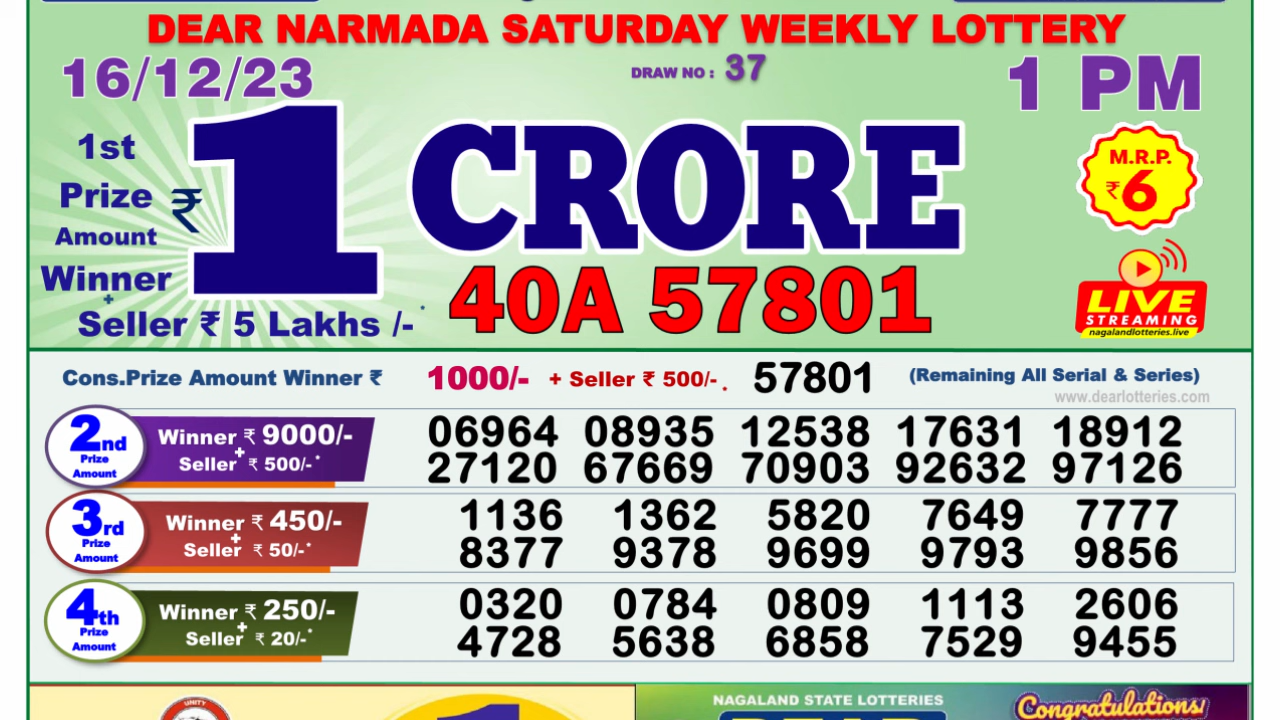 DEAR NARMADA SATURDAY WEEKLY LOTTERY
16/12/23
DRAW NO : 37
1 PM
1st
Prize
Amount
Winner
₹ 1 CRORE
+
Seller ₹ 5 Lakhs /- *
40A 57801
M.R.P.
₹6
LIVE
STREAMING
nagalandlotteries.live
Cons.Prize Amount Winner ₹ 1000/- + Seller ₹ 500/- . 57801 (Remaining All Serial & Series)
www.dearlotteries.com
2nd
Prize
Amount
Winner ₹ 9000/-
+
Seller ₹ 500/- *
06964 08935 12538 17631 18912
27120 67669 70903 92632 97126
3rd
Prize
Amount
Winner ₹ 450/-
+
Seller ₹ 50/- *
1136 1362 5820 7649 7777
8377 9378 9699 9793 9856
4th
Prize
Amount
Winner ₹ 250/-
+
Seller ₹ 20/- *
0320 0784 0809 1113 2606
4728 5638 6858 7529 9455
UNITY
1
NAGALAND STATE LOTTERIES
DEAR
Congratulations!